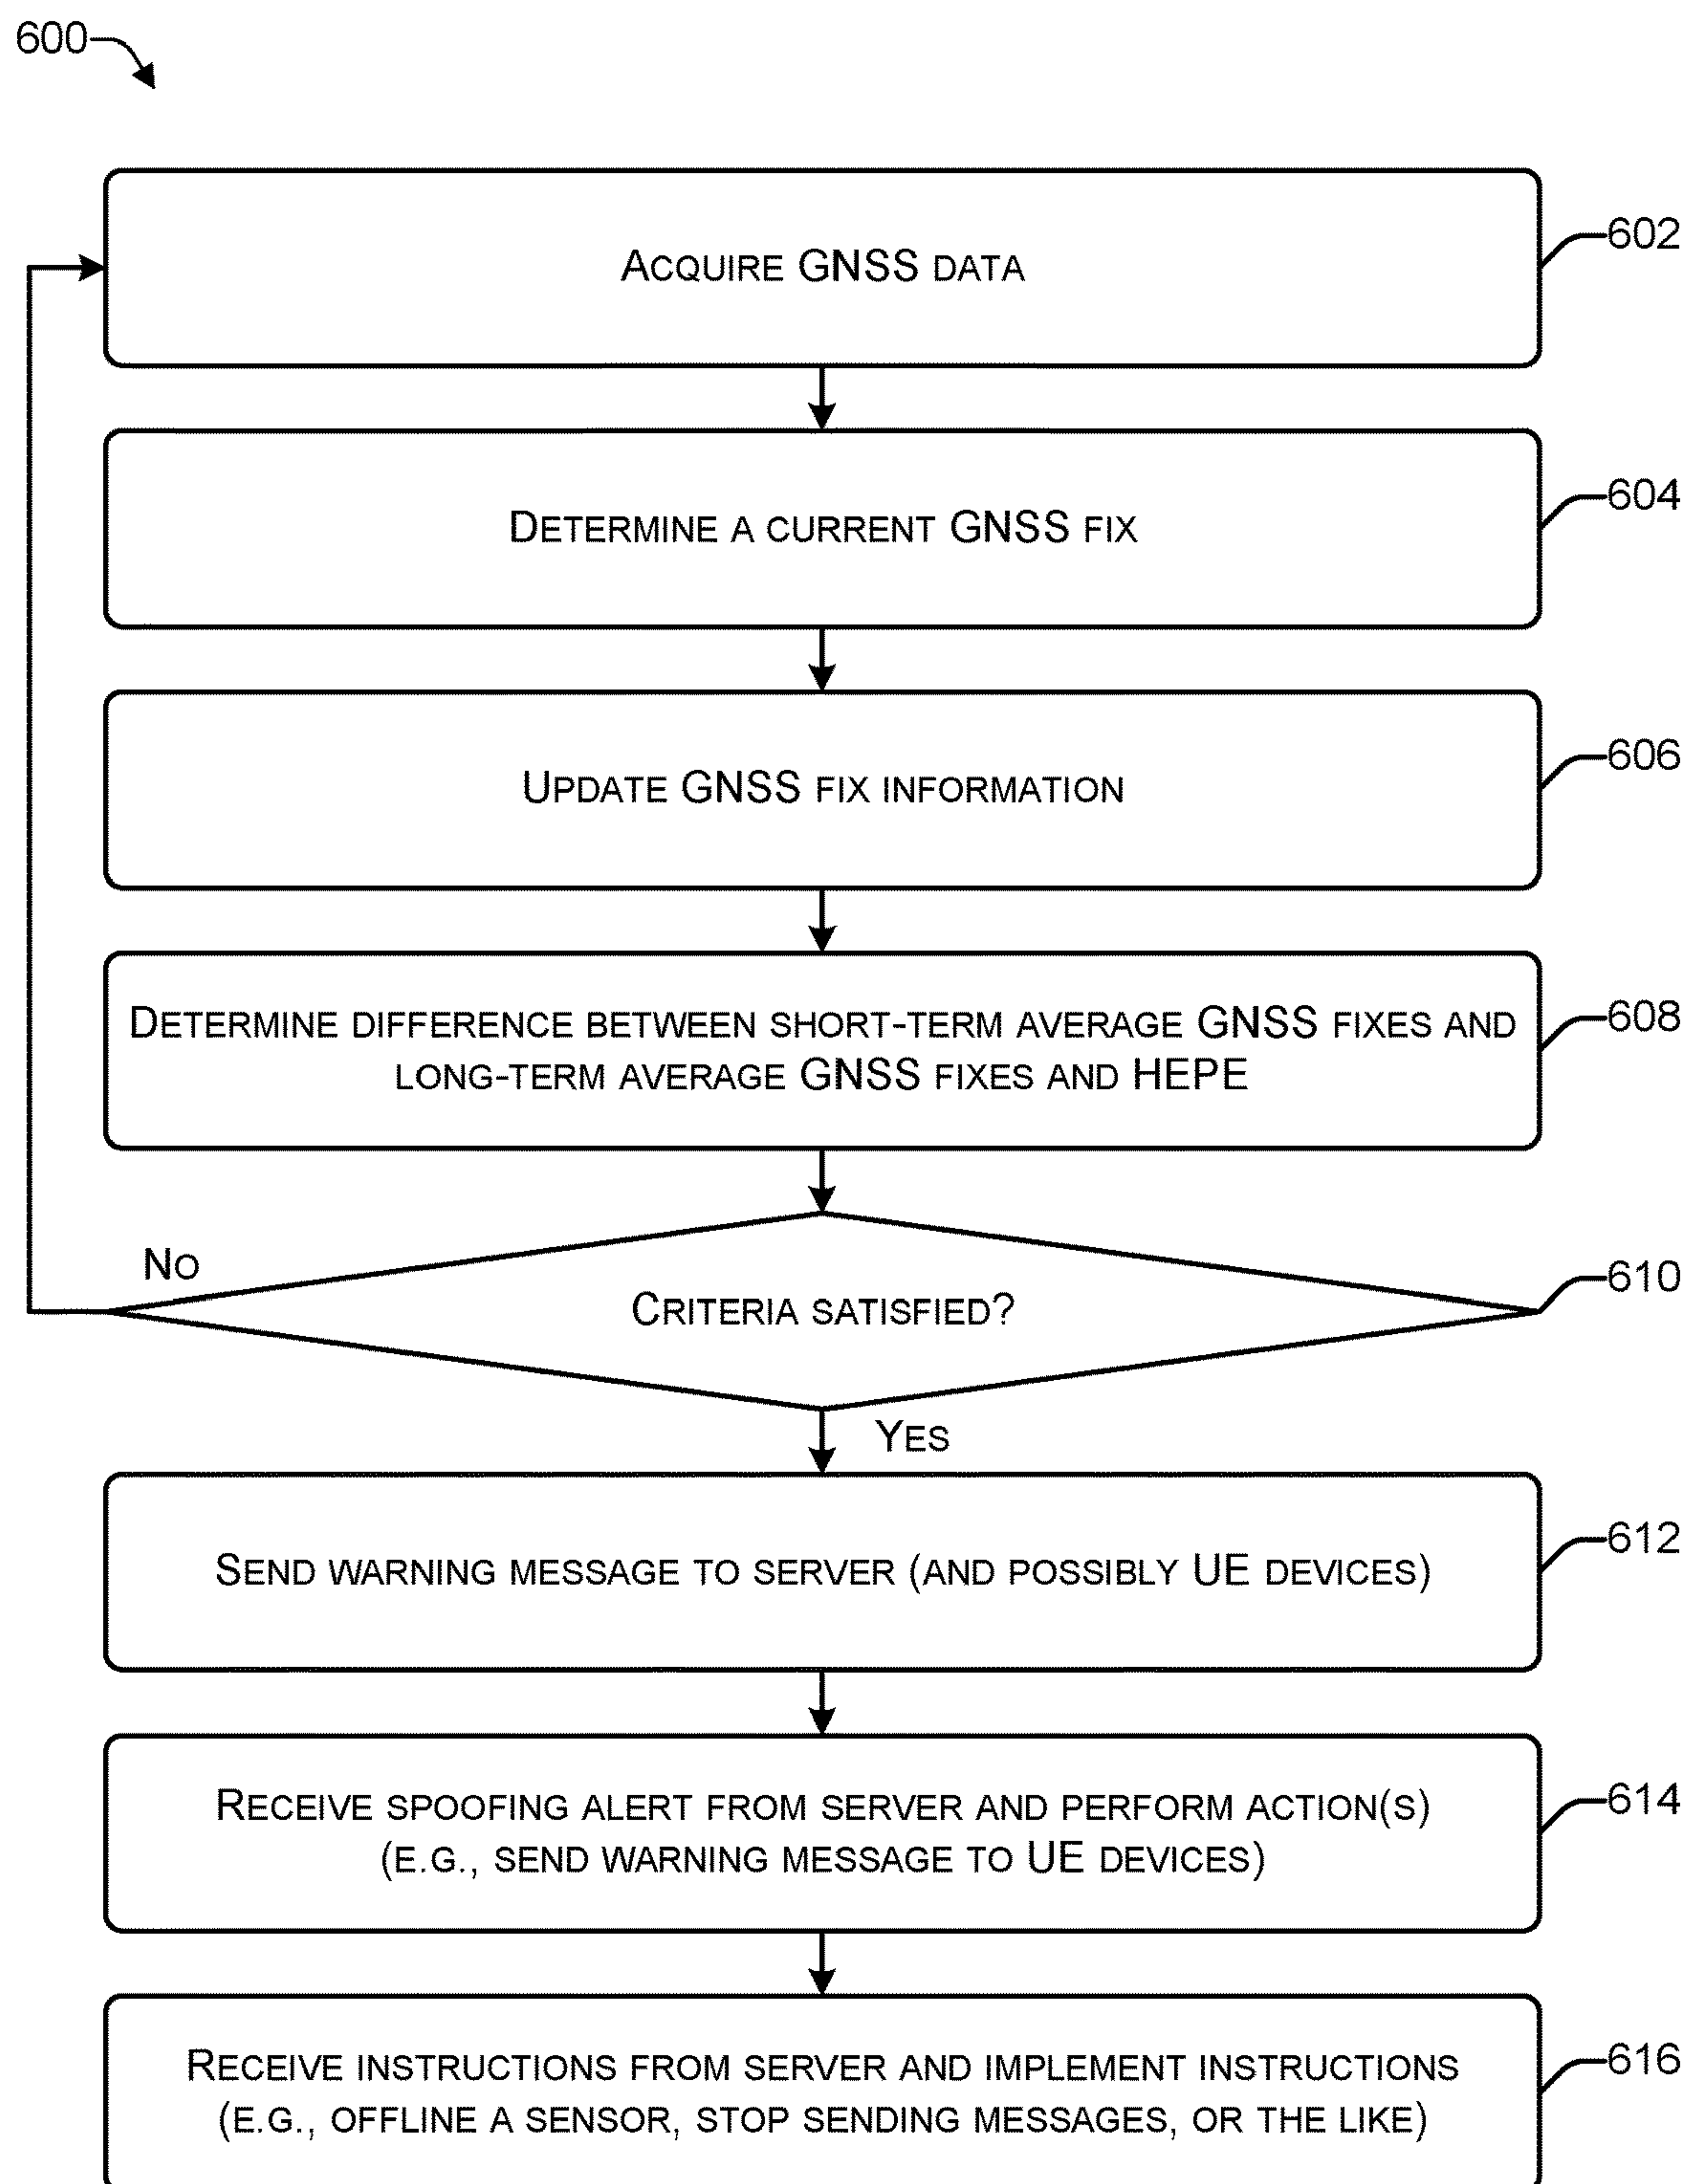 600
ACQUIRE GNSS DATA
602
DETERMINE A CURRENT GNSS FIX
604
UPDATE GNSS FIX INFORMATION
606
DETERMINE DIFFERENCE BETWEEN SHORT-TERM AVERAGE GNSS FIXES AND
LONG-TERM AVERAGE GNSS FIXES AND HEPE
608
NO
CRITERIA SATISFIED?
610
YES
SEND WARNING MESSAGE TO SERVER (AND POSSIBLY UE DEVICES)
612
RECEIVE SPOOFING ALERT FROM SERVER AND PERFORM ACTION(S)
(E.G., SEND WARNING MESSAGE TO UE DEVICES)
614
RECEIVE INSTRUCTIONS FROM SERVER AND IMPLEMENT INSTRUCTIONS
(E.G., OFFLINE A SENSOR, STOP SENDING MESSAGES, OR THE LIKE)
616